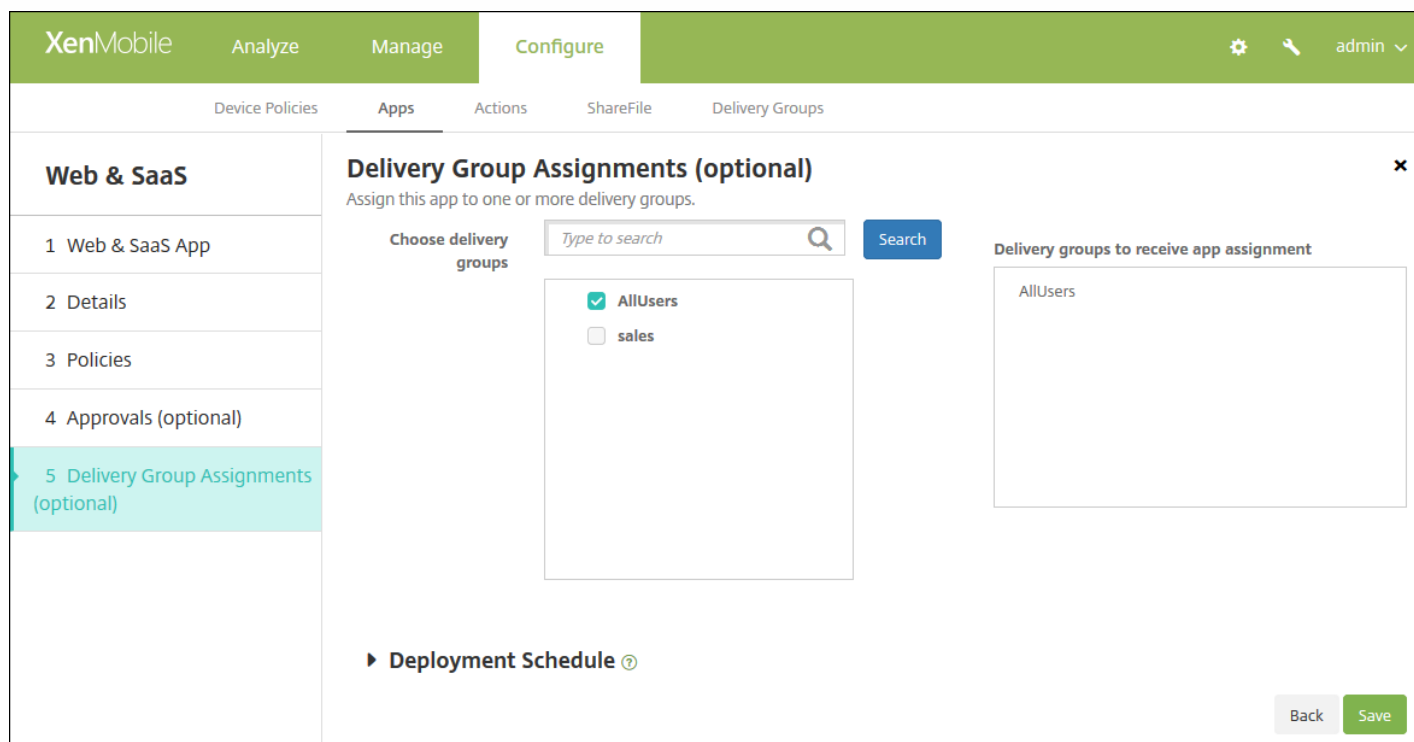 XenMobile Analyze Manage Configure admin
Device Policies Apps Actions ShareFile Delivery Groups
Web & SaaS
1 Web & SaaS App
2 Details
3 Policies
4 Approvals (optional)
5 Delivery Group Assignments
(optional)
Delivery Group Assignments (optional)
Assign this app to one or more delivery groups.
Choose delivery
groups
Type to search
Search
AllUsers
sales
Delivery groups to receive app assignment
AllUsers
Deployment Schedule ?
Back Save